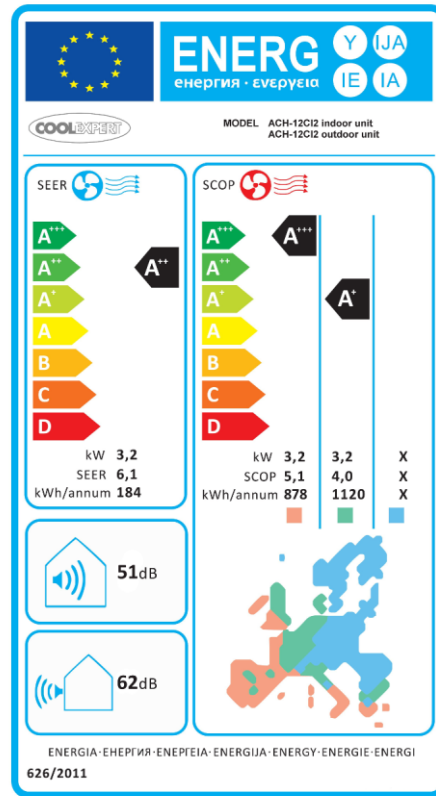 ENERG
енергия · ενεργεια
Y IJA
IE IA
COOLEXPERT
MODEL ACH-12CI2 indoor unit
ACH-12CI2 outdoor unit
SEER
A+++
A++
A+
A
B
C
D
A++
kW 3,2
SEER 6,1
kWh/annum 184
SCOP
A+++
A++
A+
A
B
C
D
A+++
A+
kW 3,2 3,2 X
SCOP 5,1 4,0 X
kWh/annum 878 1120 X
51dB
62dB
ENERGIA·ЕНЕРГИЯ·ΕΝΕΡΓΕΙΑ·ENERGIJA·ENERGY·ENERGIE·ENERGI
626/2011